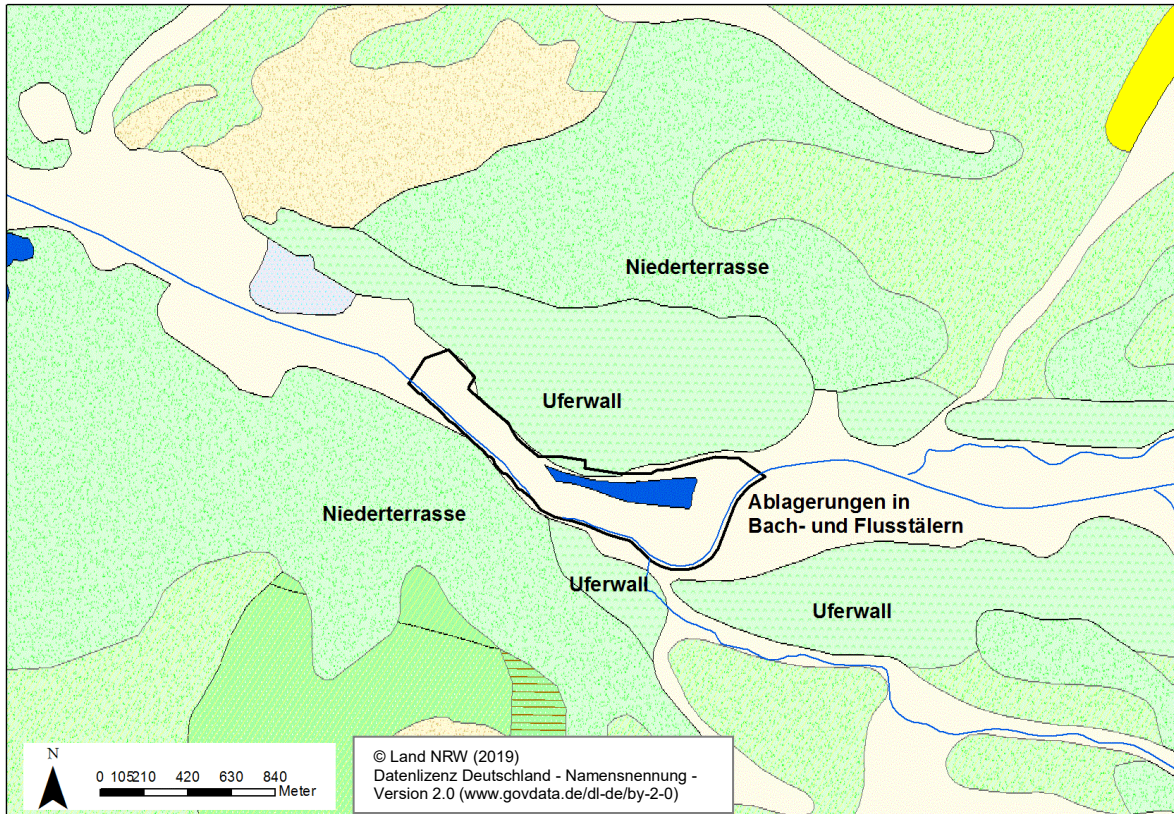 Niederterrasse
Uferwall
Niederterrasse
Ablagerungen in
Bach- und Flusstälern
Uferwall
Uferwall
N
0 105210 420 630 840
Meter
© Land NRW (2019)
Datenlizenz Deutschland - Namensnennung -
Version 2.0 (www.govdata.de/dl-de/by-2-0)